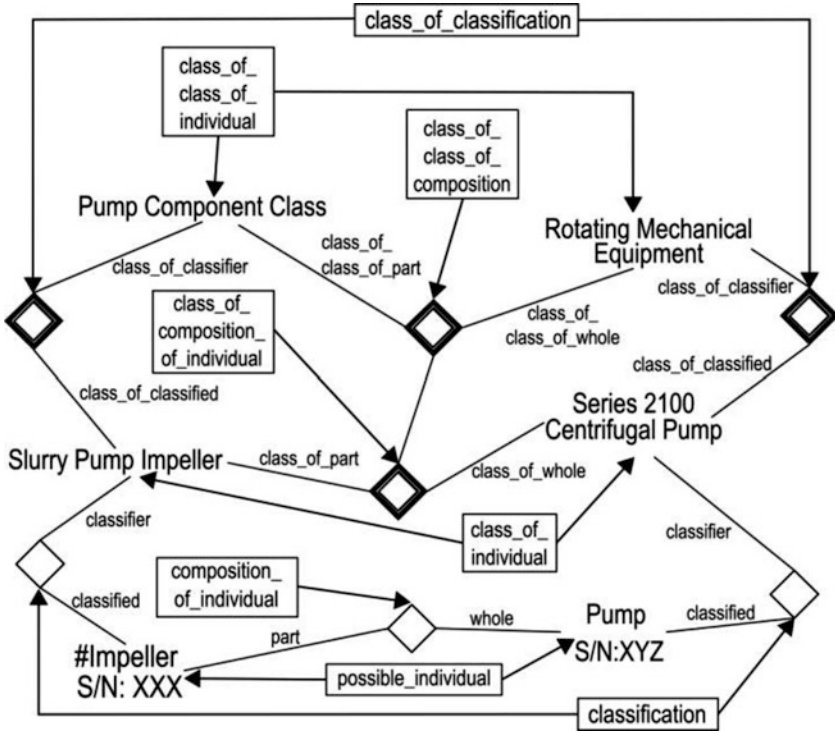 class_of_classification
class_of_
class_of_
individual
class_of_
class_of_
composition
Pump Component Class
class_of_
class_of_part
Rotating Mechanical
Equipment
class_of_classifier
class_of_classifier
class_of_
composition_
of_individual
class_of_
class_of_whole
class_of_classified
class_of_classified
Series 2100
Centrifugal Pump
Slurry Pump Impeller
class_of_part
class_of_whole
classifier
class_of_
individual
classifier
composition_
of_individual
classified
part
whole
Pump
S/N:XYZ
classified
#Impeller
S/N: XXX
possible_individual
classification